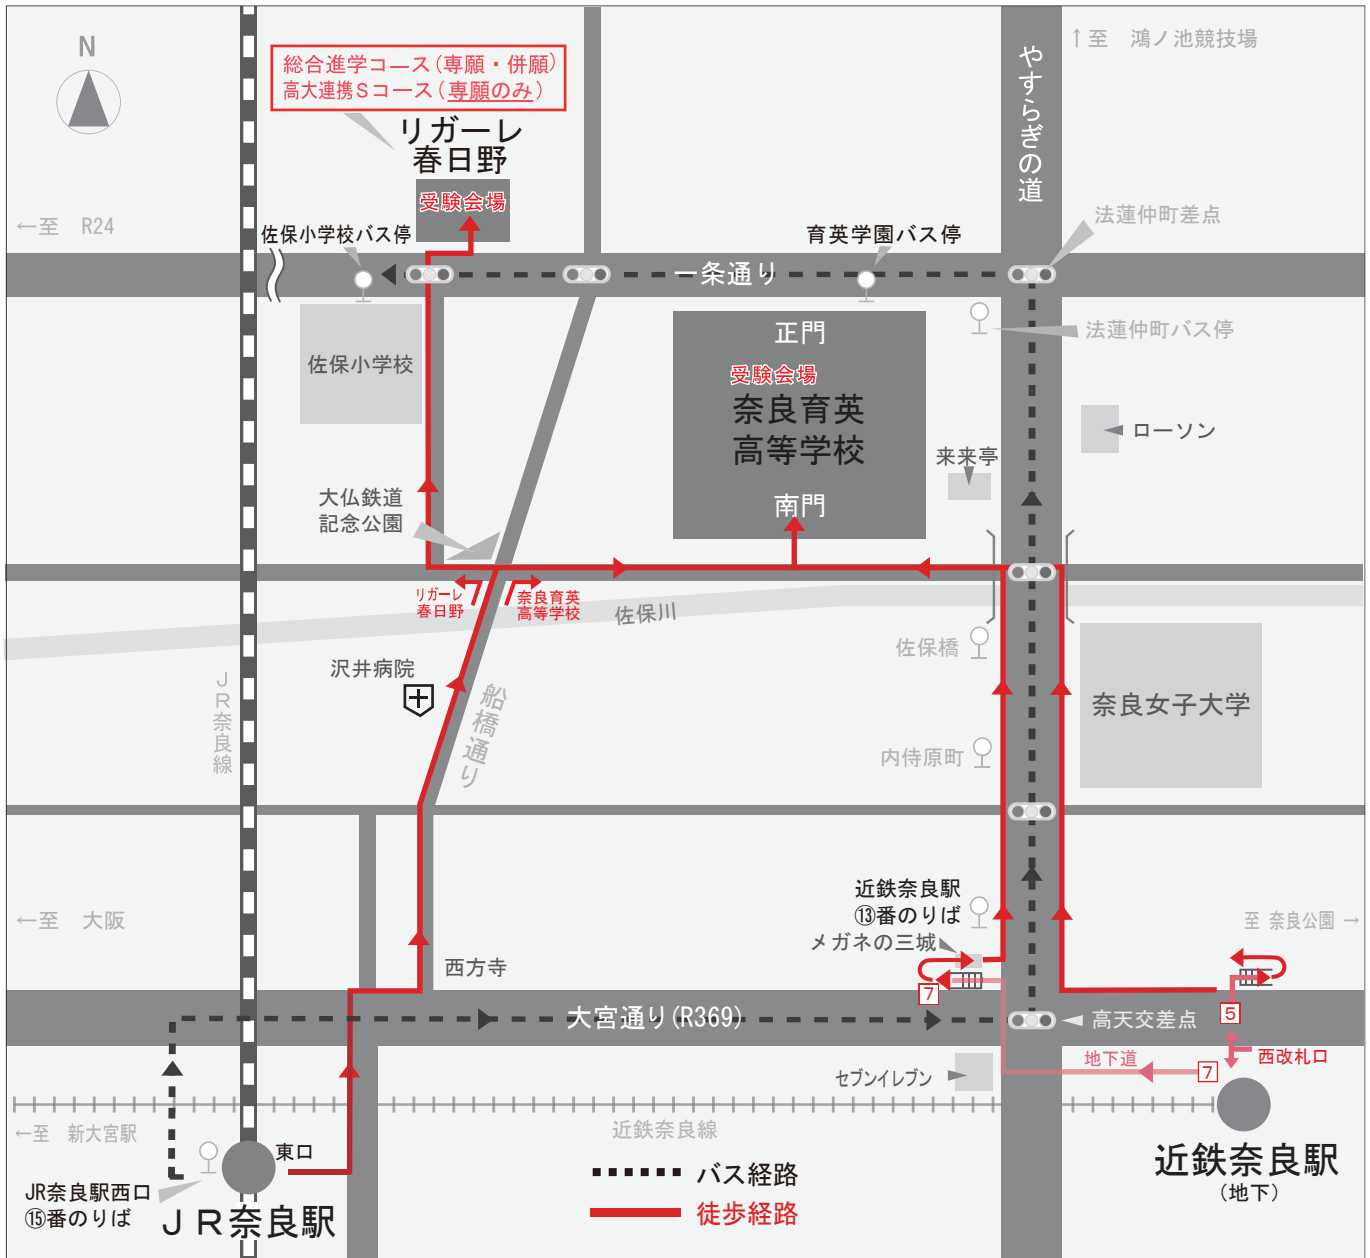 N
総合進学コース(専願・併願)
高大連携Sコース(専願のみ)
リガーレ
春日野
受験会場
↑至 鴻ノ池競技場
やすらぎの道
←至 R24
佐保小学校バス停
育英学園バス停
法蓮仲町差点
一条通り
法蓮仲町バス停
佐保小学校
正門
受験会場
奈良育英
高等学校
南門
ローソン
来来亭
大仏鉄道
記念公園
リガーレ
春日野
奈良育英
高等学校
佐保川
佐保橋
沢井病院
船橋通り
JR奈良線
奈良女子大学
内侍原町
近鉄奈良駅
⑬番のりば
メガネの三城
←至 大阪
至 奈良公園→
西方寺
7
5
大宮通り(R369)
高天交差点
地下道
西改札口
7
セブンイレブン
←至 新大宮駅
近鉄奈良線
東口
近鉄奈良駅
(地下)
JR奈良駅西口
⑮番のりば
JR奈良駅
バス経路
徒歩経路